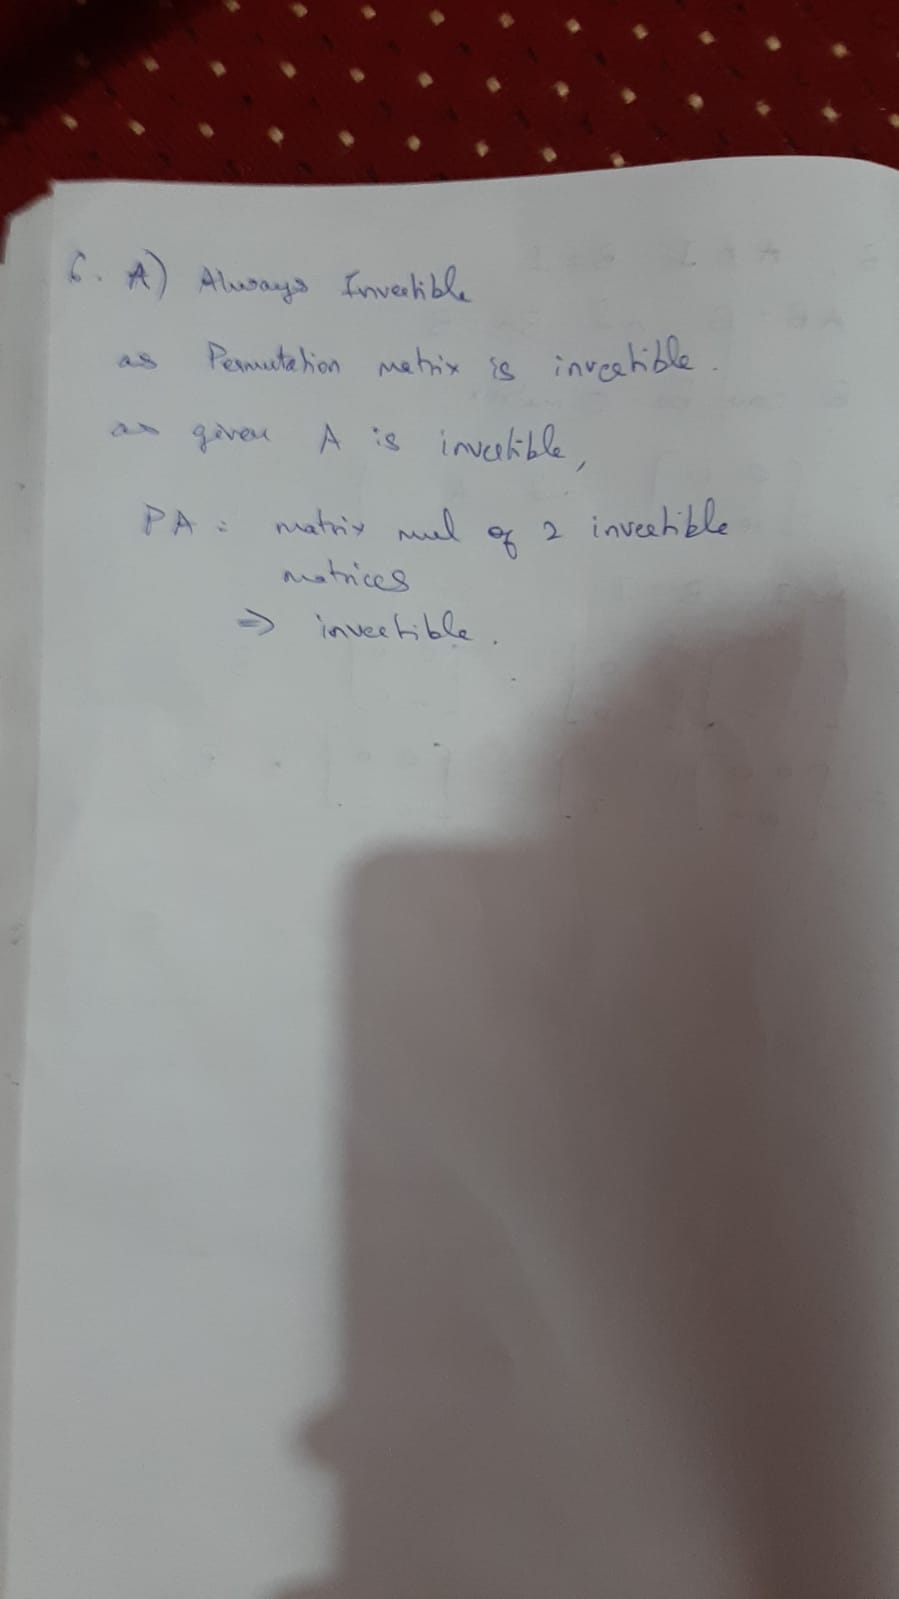 6. A) Always Invertible
as Permutation matrix is invertible.
as given A is invertible,
PA = matrix mul of 2 invertible
matrices
⇒ invertible.